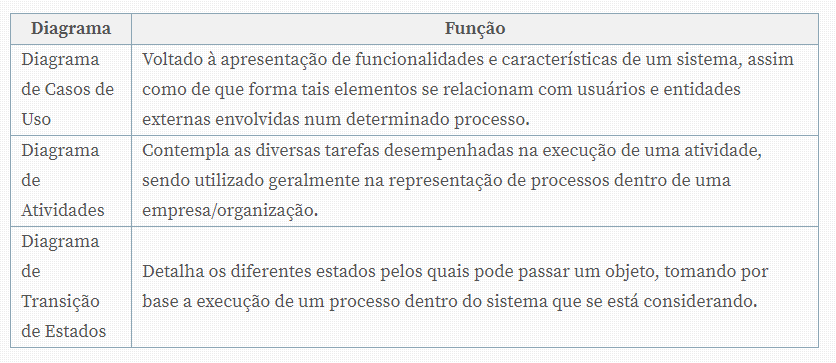 Diagrama Função
Diagrama Voltado à apresentação de funcionalidades e características de um sistema, assim
de Casos de como de que forma tais elementos se relacionam com usuários e entidades
Uso externas envolvidas num determinado processo.
Diagrama Contempla as diversas tarefas desempenhadas na execução de uma atividade,
de sendo utilizado geralmente na representação de processos dentro de uma
Atividades empresa/organização.
Diagrama
de Detalha os diferentes estados pelos quais pode passar um objeto, tomando por
Transição base a execução de um processo dentro do sistema que se está considerando.
de Estados